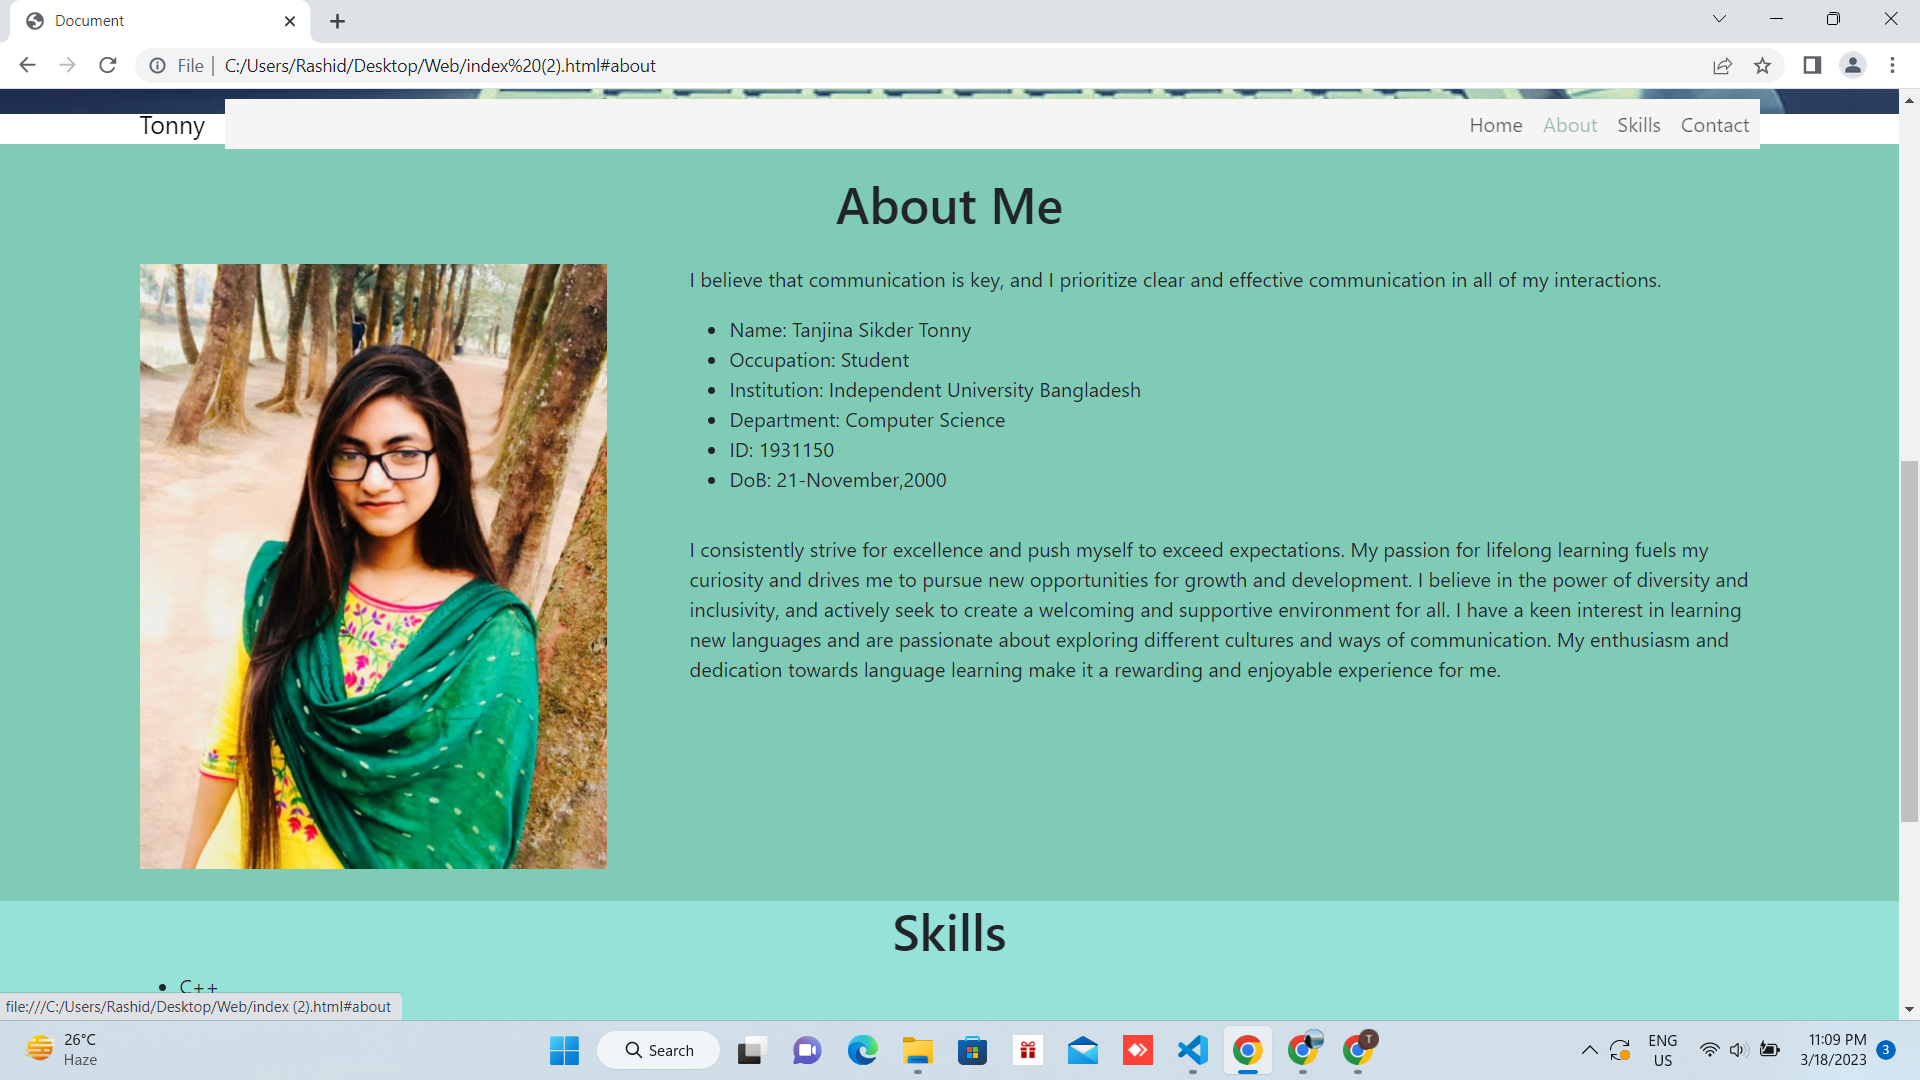 Document
File
C:/Users/Rashid/Desktop/Web/index%20(2).html#about
Tonny
Home About Skills Contact
About Me
I believe that communication is key, and I prioritize clear and effective communication in all of my interactions.
Name: Tanjina Sikder Tonny
Occupation: Student
Institution: Independent University Bangladesh
Department: Computer Science
ID: 1931150
DoB: 21-November,2000
I consistently strive for excellence and push myself to exceed expectations. My passion for lifelong learning fuels my
curiosity and drives me to pursue new opportunities for growth and development. I believe in the power of diversity and
inclusivity, and actively seek to create a welcoming and supportive environment for all. I have a keen interest in learning
new languages and are passionate about exploring different cultures and ways of communication. My enthusiasm and
dedication towards language learning make it a rewarding and enjoyable experience for me.
Skills
C++
file:///C:/Users/Rashid/Desktop/Web/index (2).html#about
26°C
Haze
Search
T
ENG
US
11:09 PM
3/18/2023
3